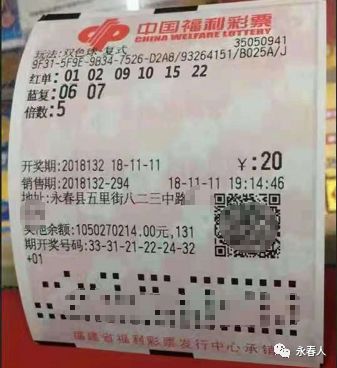 中国福利彩票
CHINA WELFARE LOTTERY
玩法:双色球 复式
35050941
9F31-5F9E-9834-7526-D2A8/93264151/B025A/J
红单:01 02 09 10 15 22
蓝复:06 07
倍数:5
开奖期:2018132 18-11-11 ¥:20
销售期:2018132-294 18-11-11 19:14:46
地址:永春县五里街八二三中路
奖池余额:1050270214.00元,131
期开奖号码:33-31-21-22-24-32
+01
福建省福利彩票发行中心承销
永春人